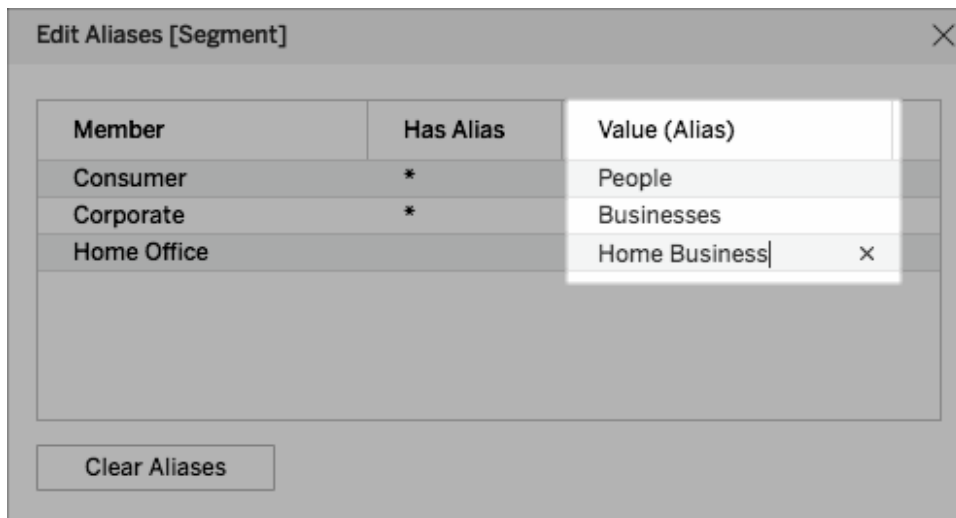 Edit Aliases [Segment]
Member Has Alias Value (Alias)
Consumer * People
Corporate * Businesses
Home Office Home Business
Clear Aliases